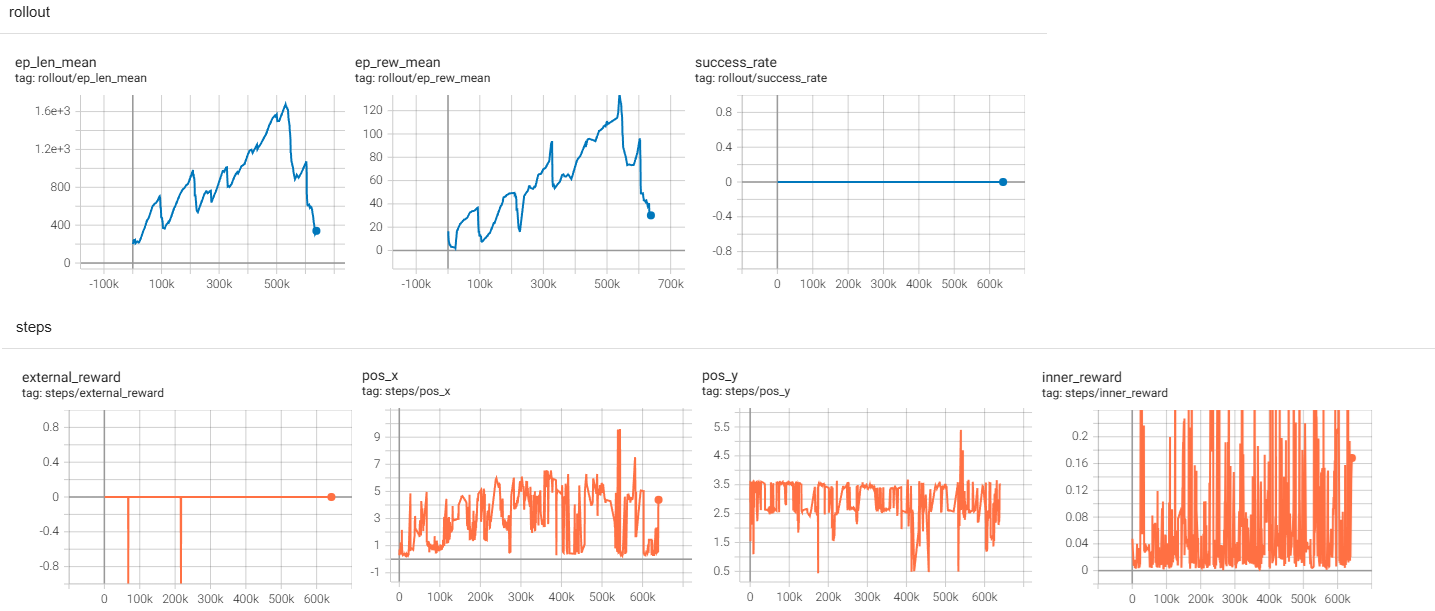 rollout
ep_len_mean
tag: rollout/ep_len_mean
1.6e+3
1.2e+3
800
400
0
-100k 100k 300k 500k
ep_rew_mean
tag: rollout/ep_rew_mean
120
100
80
60
40
20
0
-100k 100k 300k 500k 700k
success_rate
tag: rollout/success_rate
0.8
0.4
0
-0.4
-0.8
0 100k 200k 300k 400k 500k 600k
steps
external_reward
tag: steps/external_reward
0.8
0.4
0
-0.4
-0.8
0 100k 200k 300k 400k 500k 600k
pos_x
tag: steps/pos_x
9
7
5
3
1
-1
0 100k 200k 300k 400k 500k 600k
pos_y
tag: steps/pos_y
5.5
4.5
3.5
2.5
1.5
0.5
0 100k 200k 300k 400k 500k 600k
inner_reward
tag: steps/inner_reward
0.2
0.16
0.12
0.08
0.04
0
0 100k 200k 300k 400k 500k 600k